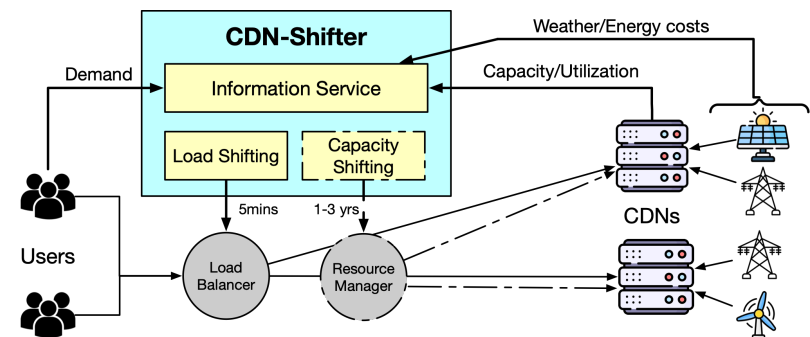 Weather/Energy costs
CDN-Shifter
Demand
Capacity/Utilization
Information Service
Load Shifting
Capacity
Shifting
5mins
1-3 yrs
CDNs
Users
Load
Balancer
Resource
Manager